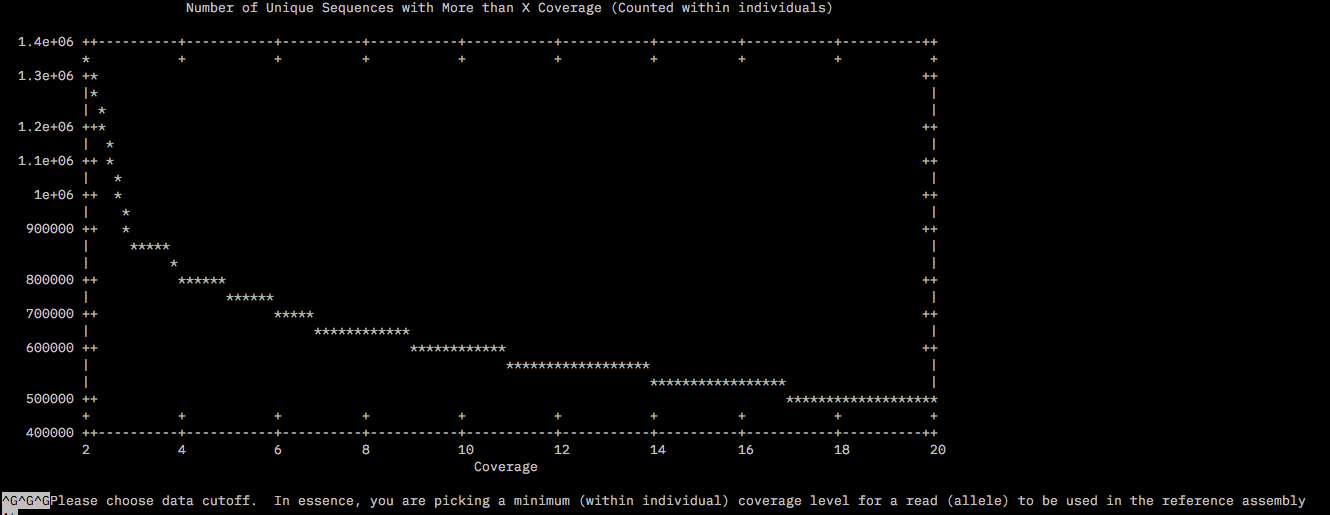 Number of Unique Sequences with More than X Coverage (Counted within individuals)
1.4e+06
1.3e+06
1.2e+06
1.1e+06
1e+06
900000
800000
700000
600000
500000
400000
2 4 6 8 10 12 14 16 18 20
Coverage
^G^G^GPlease choose data cutoff.  In essence, you are picking a minimum (within individual) coverage level for a read (allele) to be used in the reference assembly